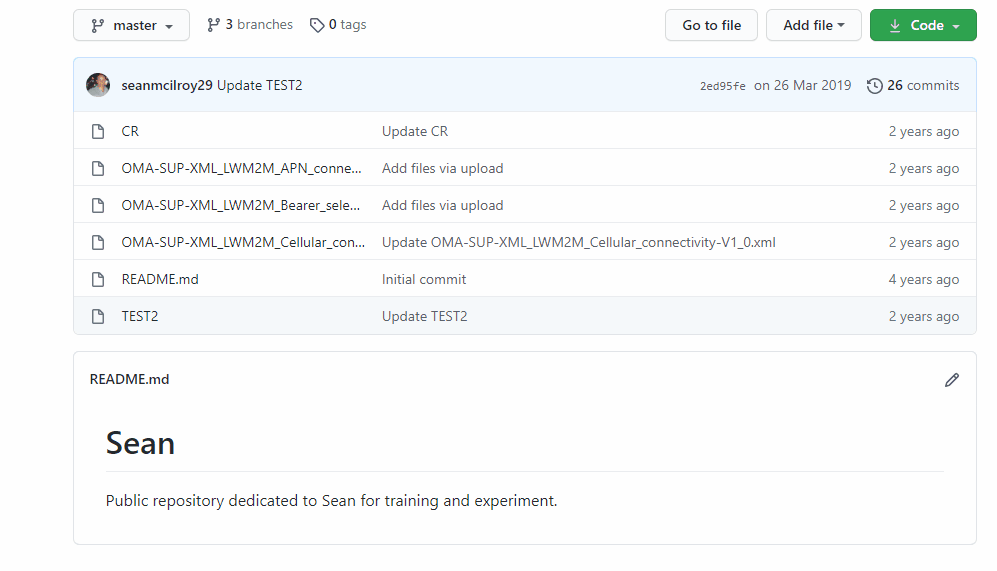 master 3 branches 0 tags Go to file Add file Code
seanmcilroy29 Update TEST2 2ed95fe on 26 Mar 2019 26 commits
CR Update CR 2 years ago
OMA-SUP-XML_LWM2M_APN_conne... Add files via upload 2 years ago
OMA-SUP-XML_LWM2M_Bearer_sele... Add files via upload 2 years ago
OMA-SUP-XML_LWM2M_Cellular_con... Update OMA-SUP-XML_LWM2M_Cellular_connectivity-V1_0.xml 2 years ago
README.md Initial commit 4 years ago
TEST2 Update TEST2 2 years ago
README.md
Sean
Public repository dedicated to Sean for training and experiment.